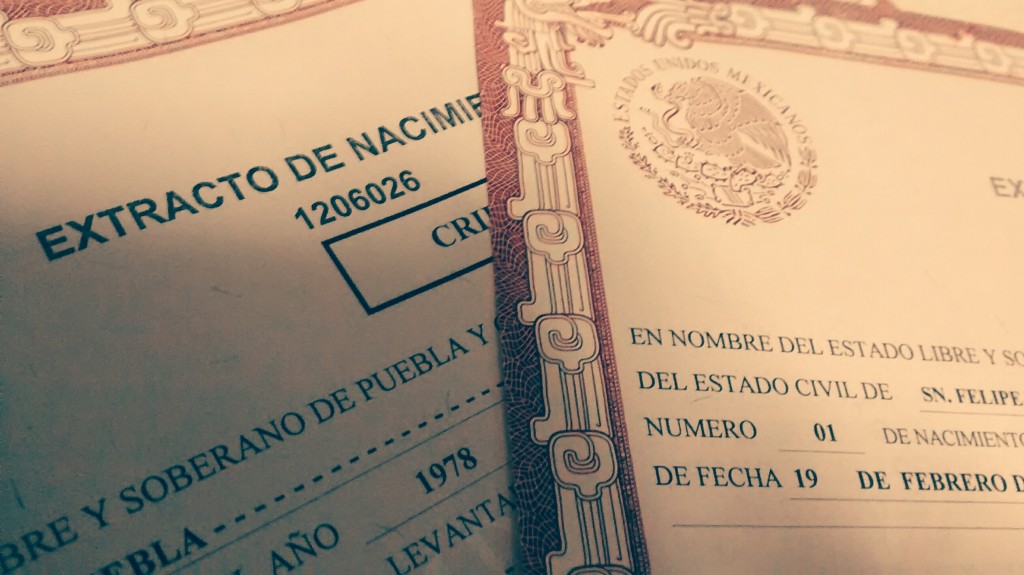 EXTRACTO DE NACIMIE
1206026
CRI
BRE Y SOBERANO DE PUEBLA Y
EBLA
AÑO 1978
LEVANTA
ESTADOS UNIDOS MEXICANOS
EX
EN NOMBRE DEL ESTADO LIBRE Y SO
DEL ESTADO CIVIL DE SN. FELIPE
NUMERO 01 DE NACIMIENTO
DE FECHA 19 DE FEBRERO D